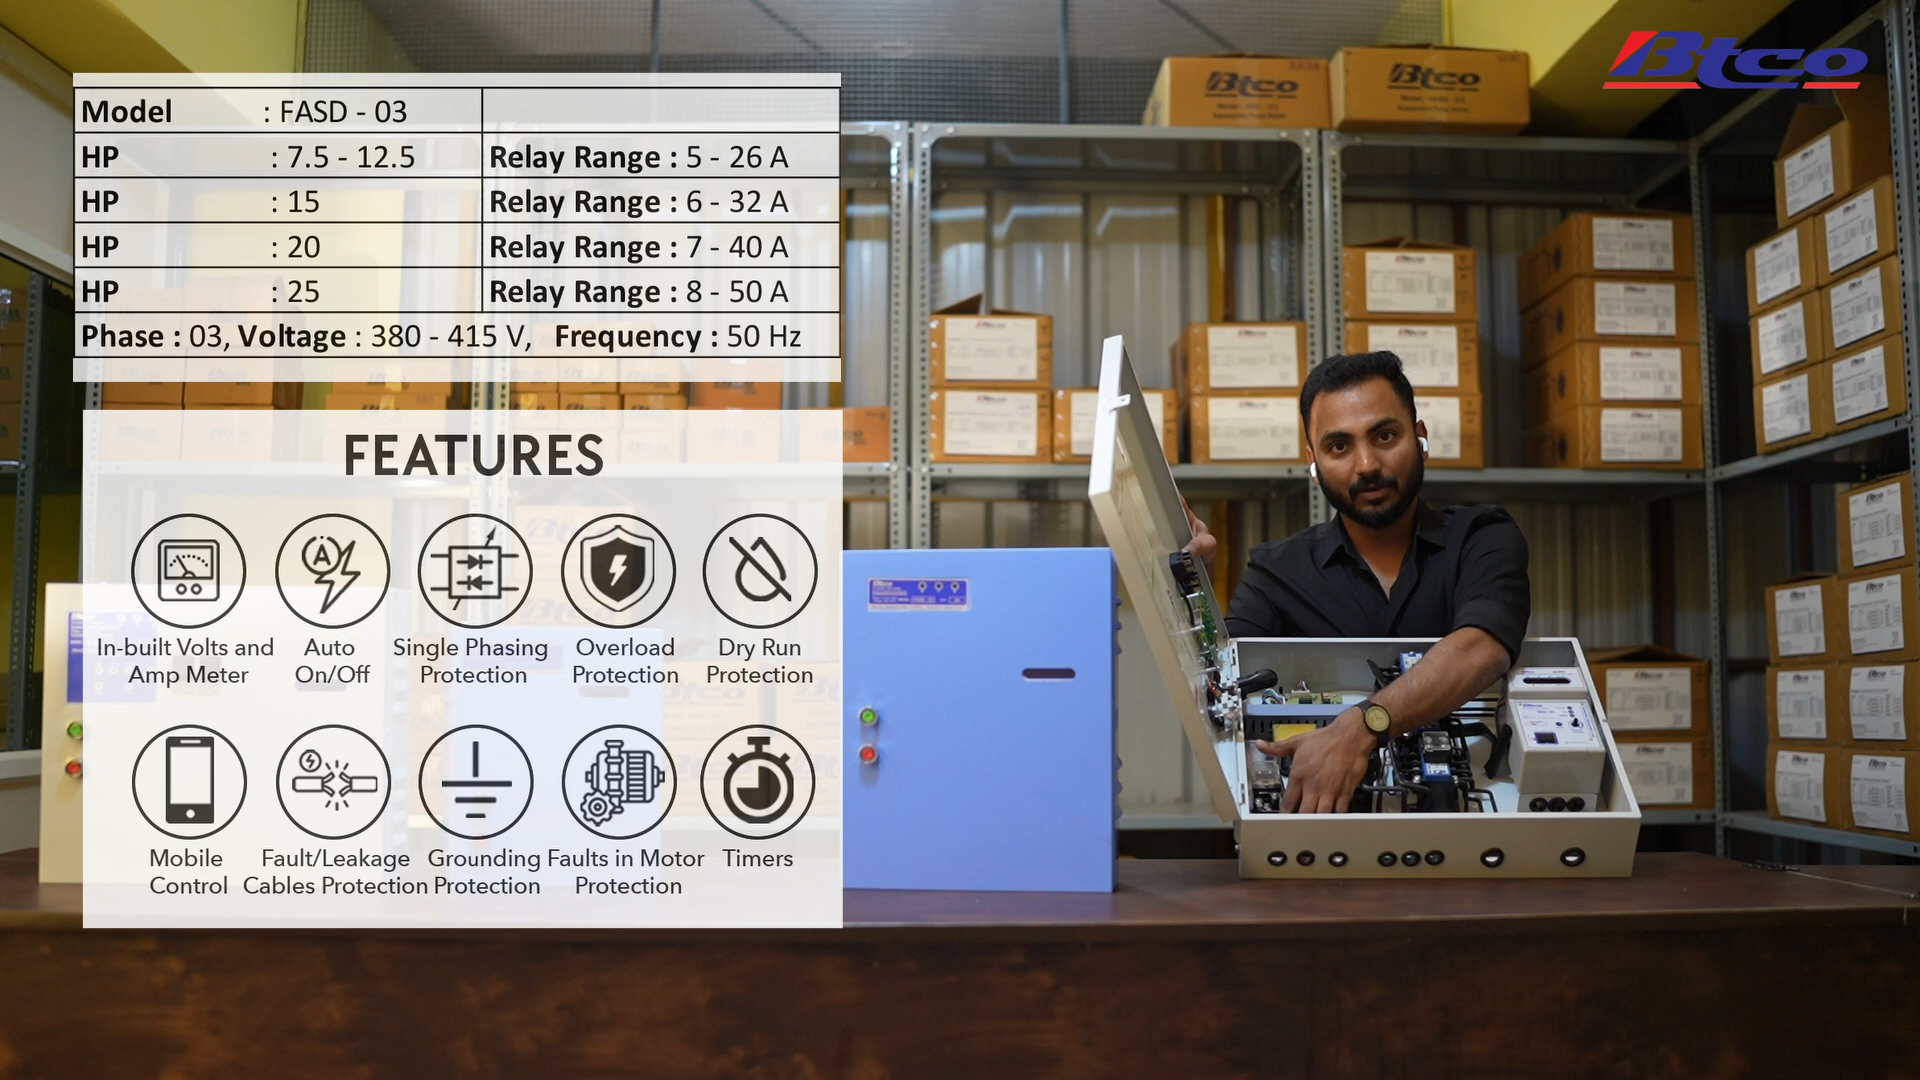 Btco
Model : FASD - 03
HP : 7.5 - 12.5 Relay Range : 5 - 26 A
HP : 15 Relay Range : 6 - 32 A
HP : 20 Relay Range : 7 - 40 A
HP : 25 Relay Range : 8 - 50 A
Phase : 03, Voltage : 380 - 415 V, Frequency : 50 Hz
FEATURES
In-built Volts and
Amp Meter
Auto
On/Off
Single Phasing
Protection
Overload
Protection
Dry Run
Protection
Mobile
Control
Fault/Leakage
Cables Protection
Grounding
Protection
Faults in Motor
Protection
Timers
Btco
Btco